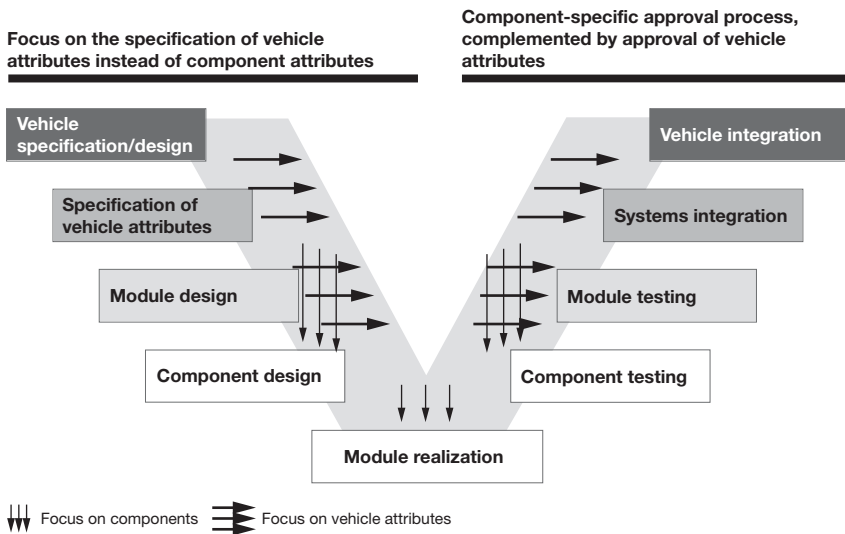 Focus on the specification of vehicle
attributes instead of component attributes
Component-specific approval process,
complemented by approval of vehicle
attributes
Vehicle
specification/design
Vehicle integration
Specification of
vehicle attributes
Systems integration
Module design
Module testing
Component design
Component testing
Module realization
Focus on components
Focus on vehicle attributes